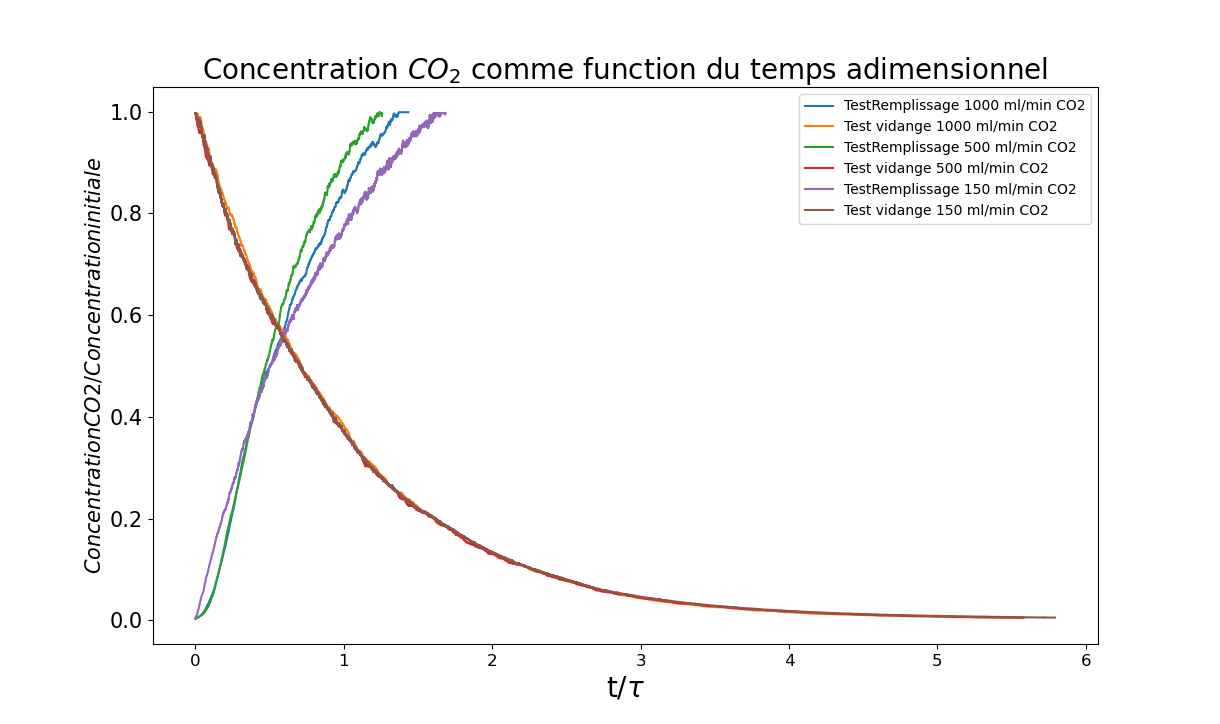 Concentration CO₂ comme function du temps adimensionnel
TestRemplissage 1000 ml/min CO2
Test vidange 1000 ml/min CO2
TestRemplissage 500 ml/min CO2
Test vidange 500 ml/min CO2
TestRemplissage 150 ml/min CO2
Test vidange 150 ml/min CO2
ConcentrationCO2/Concentrationinitiale
1.0
0.8
0.6
0.4
0.2
0.0
0 1 2 3 4 5 6
t/τ